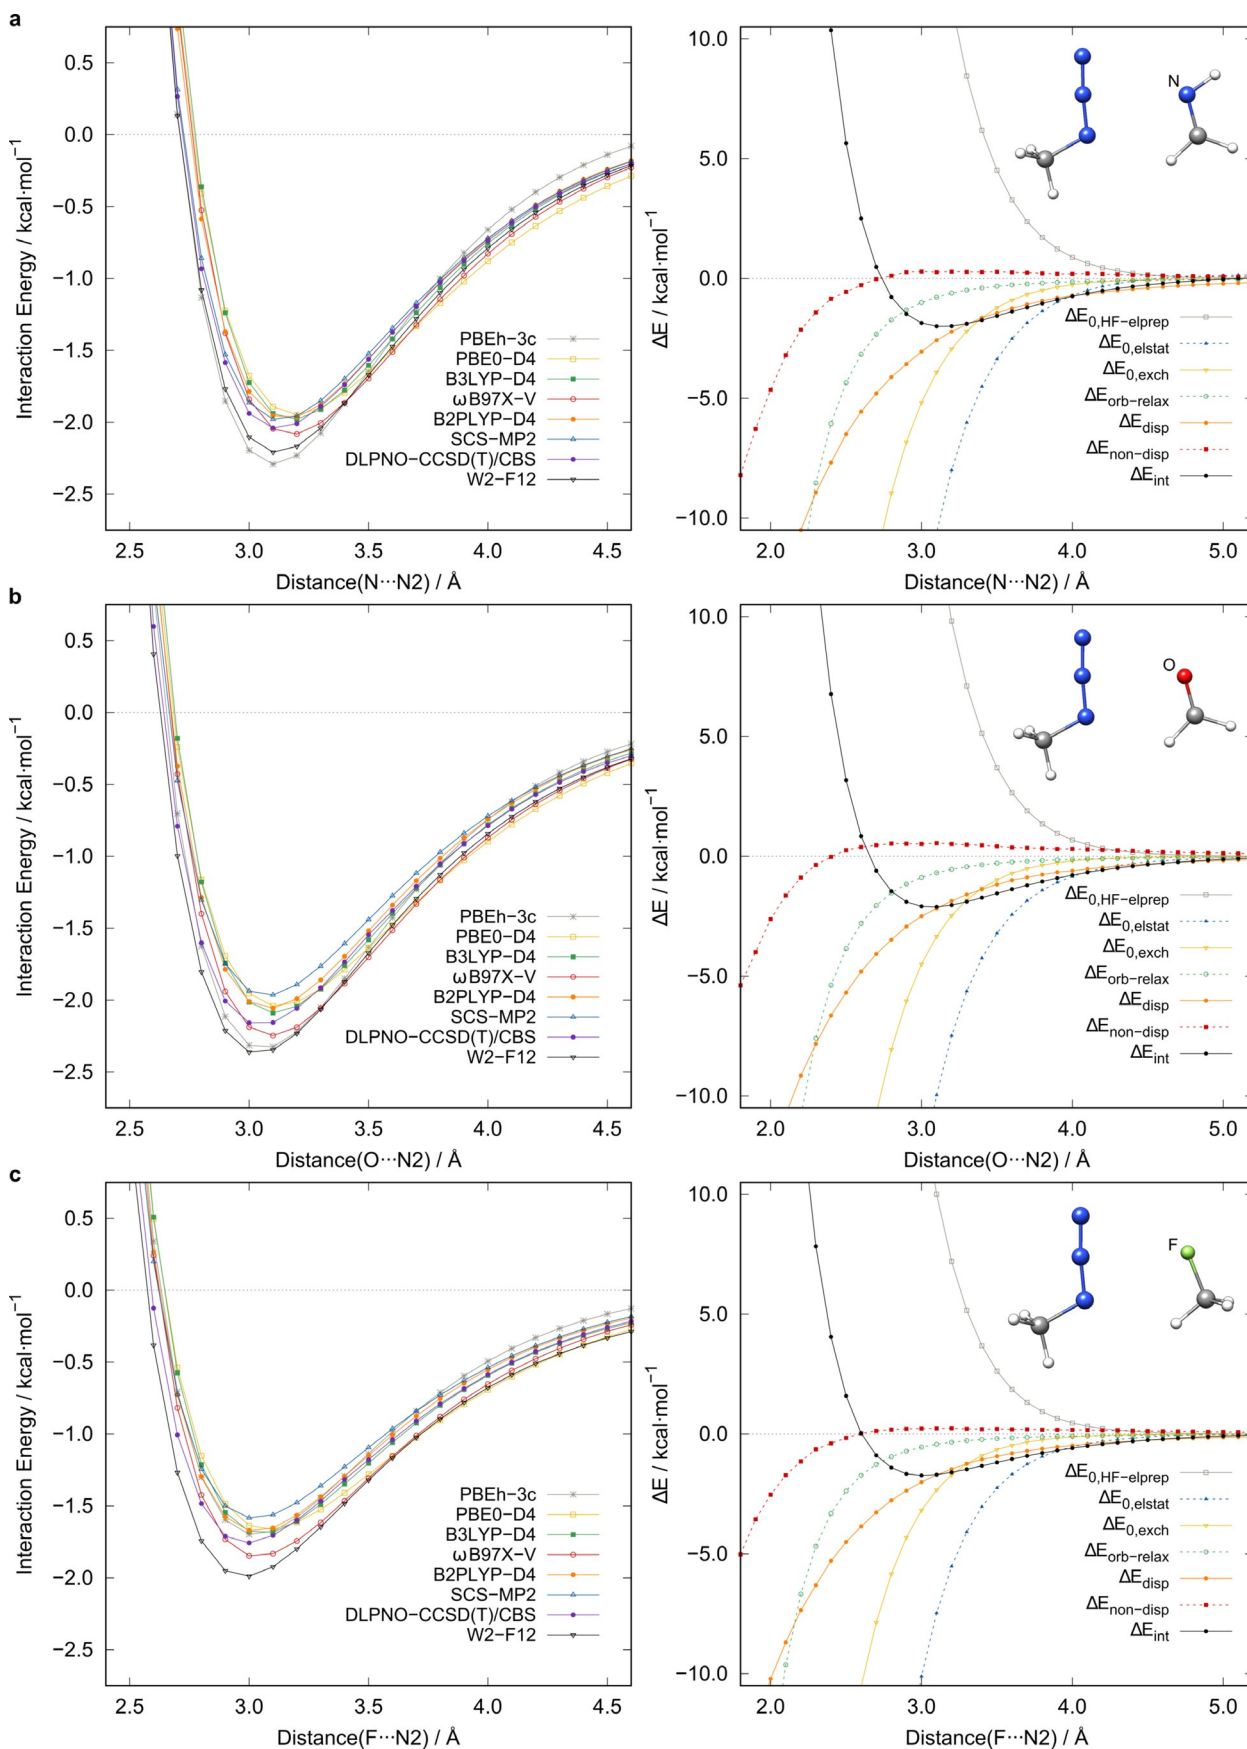 a
Interaction Energy / kcal·mol⁻¹
0.5
0.0
−0.5
−1.0
−1.5
−2.0
−2.5
PBEh−3c
PBE0−D4
B3LYP−D4
ωB97X−V
B2PLYP−D4
SCS−MP2
DLPNO−CCSD(T)/CBS
W2−F12
2.5 3.0 3.5 4.0 4.5
Distance(N···N2) / Å
ΔE / kcal·mol⁻¹
10.0
5.0
0.0
−5.0
−10.0
N
ΔE0,HF−elprep
ΔE0,elstat
ΔE0,exch
ΔEorb−relax
ΔEdisp
ΔEnon−disp
ΔEint
2.0 3.0 4.0 5.0
Distance(N···N2) / Å
b
Interaction Energy / kcal·mol⁻¹
0.5
0.0
−0.5
−1.0
−1.5
−2.0
−2.5
PBEh−3c
PBE0−D4
B3LYP−D4
ωB97X−V
B2PLYP−D4
SCS−MP2
DLPNO−CCSD(T)/CBS
W2−F12
2.5 3.0 3.5 4.0 4.5
Distance(O···N2) / Å
ΔE / kcal·mol⁻¹
10.0
5.0
0.0
−5.0
−10.0
O
ΔE0,HF−elprep
ΔE0,elstat
ΔE0,exch
ΔEorb−relax
ΔEdisp
ΔEnon−disp
ΔEint
2.0 3.0 4.0 5.0
Distance(O···N2) / Å
c
Interaction Energy / kcal·mol⁻¹
0.5
0.0
−0.5
−1.0
−1.5
−2.0
−2.5
PBEh−3c
PBE0−D4
B3LYP−D4
ωB97X−V
B2PLYP−D4
SCS−MP2
DLPNO−CCSD(T)/CBS
W2−F12
2.5 3.0 3.5 4.0 4.5
Distance(F···N2) / Å
ΔE / kcal·mol⁻¹
10.0
5.0
0.0
−5.0
−10.0
F
ΔE0,HF−elprep
ΔE0,elstat
ΔE0,exch
ΔEorb−relax
ΔEdisp
ΔEnon−disp
ΔEint
2.0 3.0 4.0 5.0
Distance(F···N2) / Å